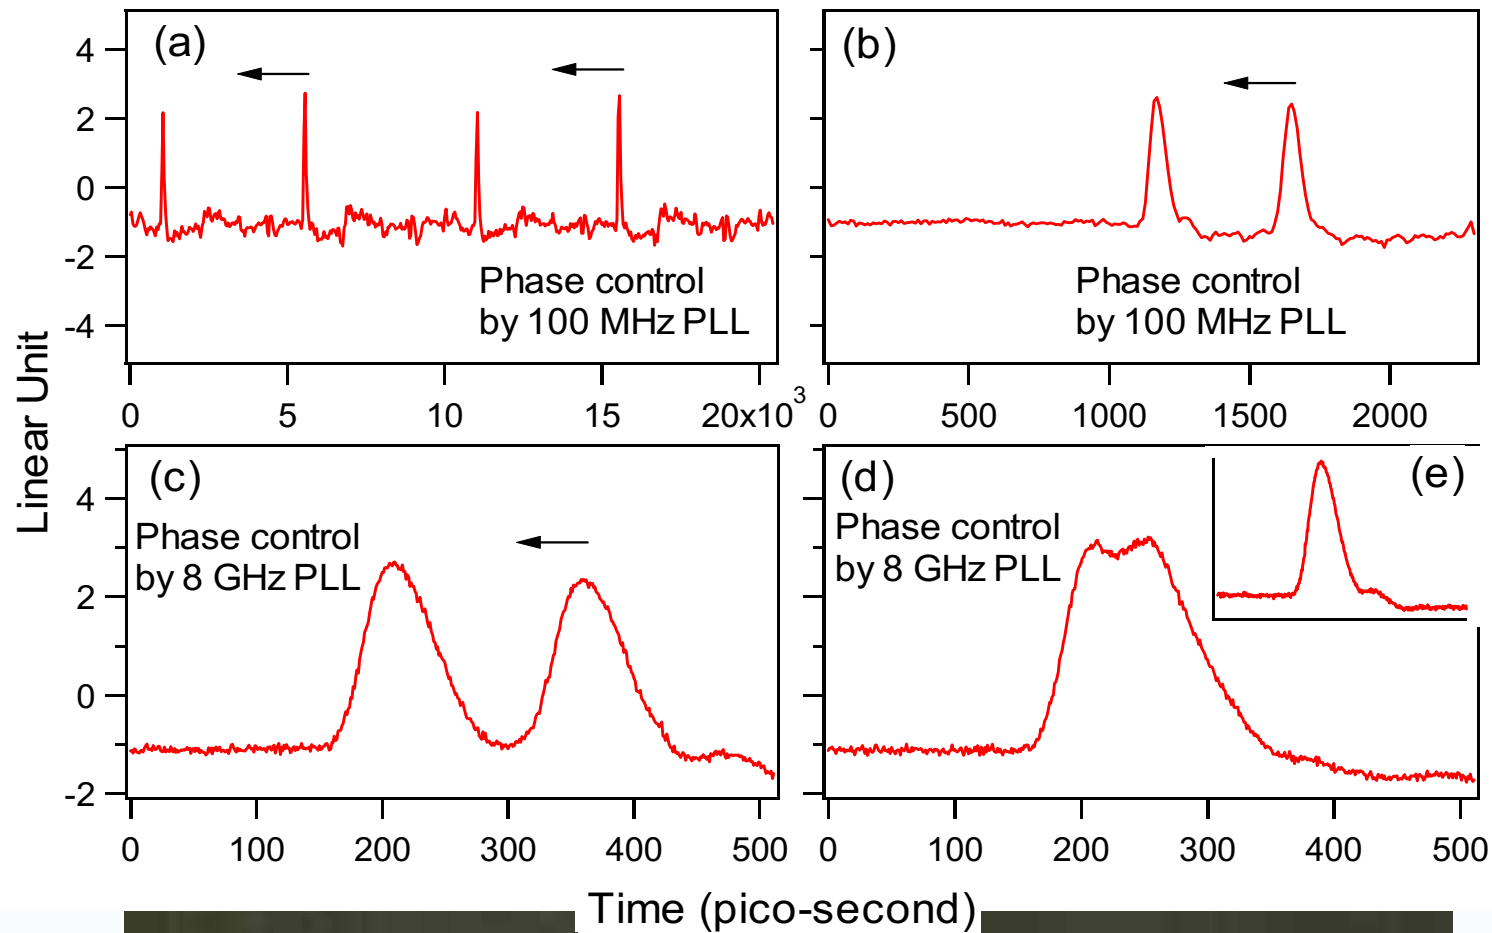 (a)
4
2
0
-2
-4
Phase control
by 100 MHz PLL
0 5 10 15 20x10³
(b)
Phase control
by 100 MHz PLL
0 500 1000 1500 2000
Linear Unit
(c)
Phase control
by 8 GHz PLL
4
2
0
-2
0 100 200 300 400 500
(d)
Phase control
by 8 GHz PLL
(e)
0 100 200 300 400 500
Time (pico-second)